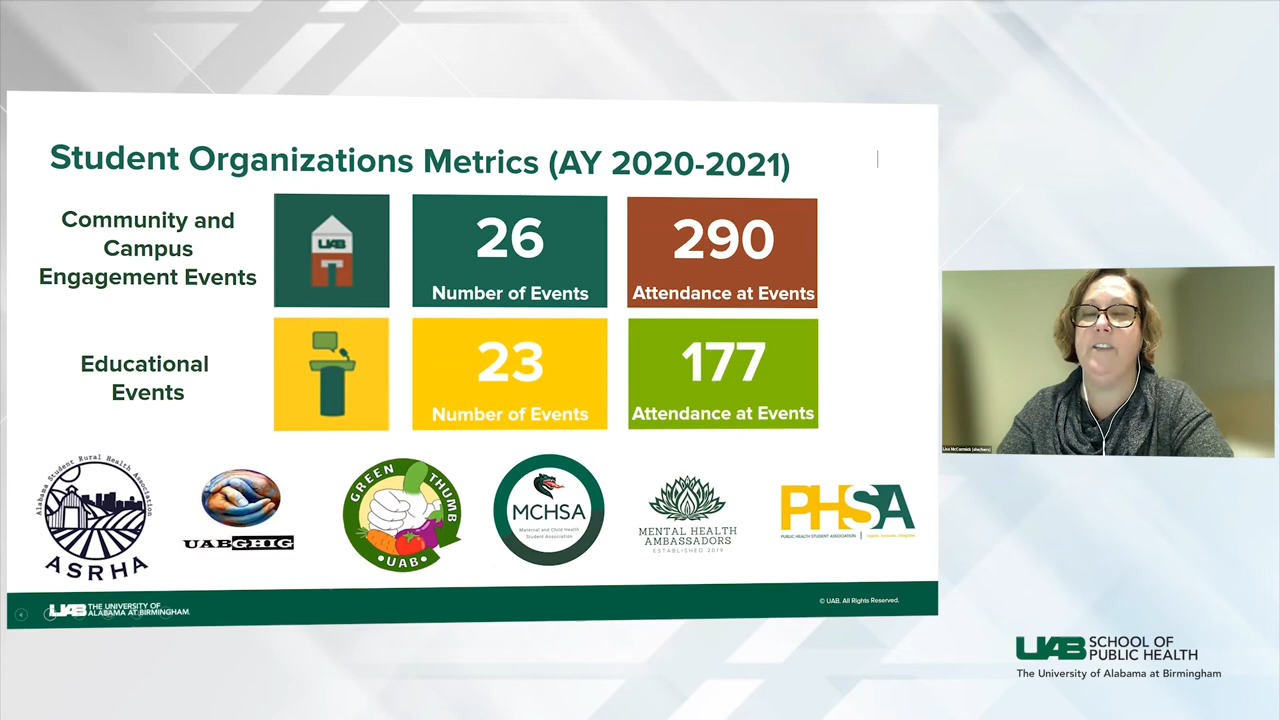 Student Organizations Metrics (AY 2020-2021)
Community and
Campus
Engagement Events
UAB
26
Number of Events
290
Attendance at Events
Educational
Events
23
Number of Events
177
Attendance at Events
Alabama Student Rural Health Association
ASRHA
UABGHIG
GREEN THUMB
UAB
MCHSA
Maternal and Child Health
Student Association
MENTAL HEALTH
AMBASSADORS
ESTABLISHED 2019
PHSA
PUBLIC HEALTH STUDENT ASSOCIATION
UAB THE UNIVERSITY OF
ALABAMA AT BIRMINGHAM
© UAB. All Rights Reserved.
Lisa McCormick (she/hers)
UAB SCHOOL OF
PUBLIC HEALTH
The University of Alabama at Birmingham